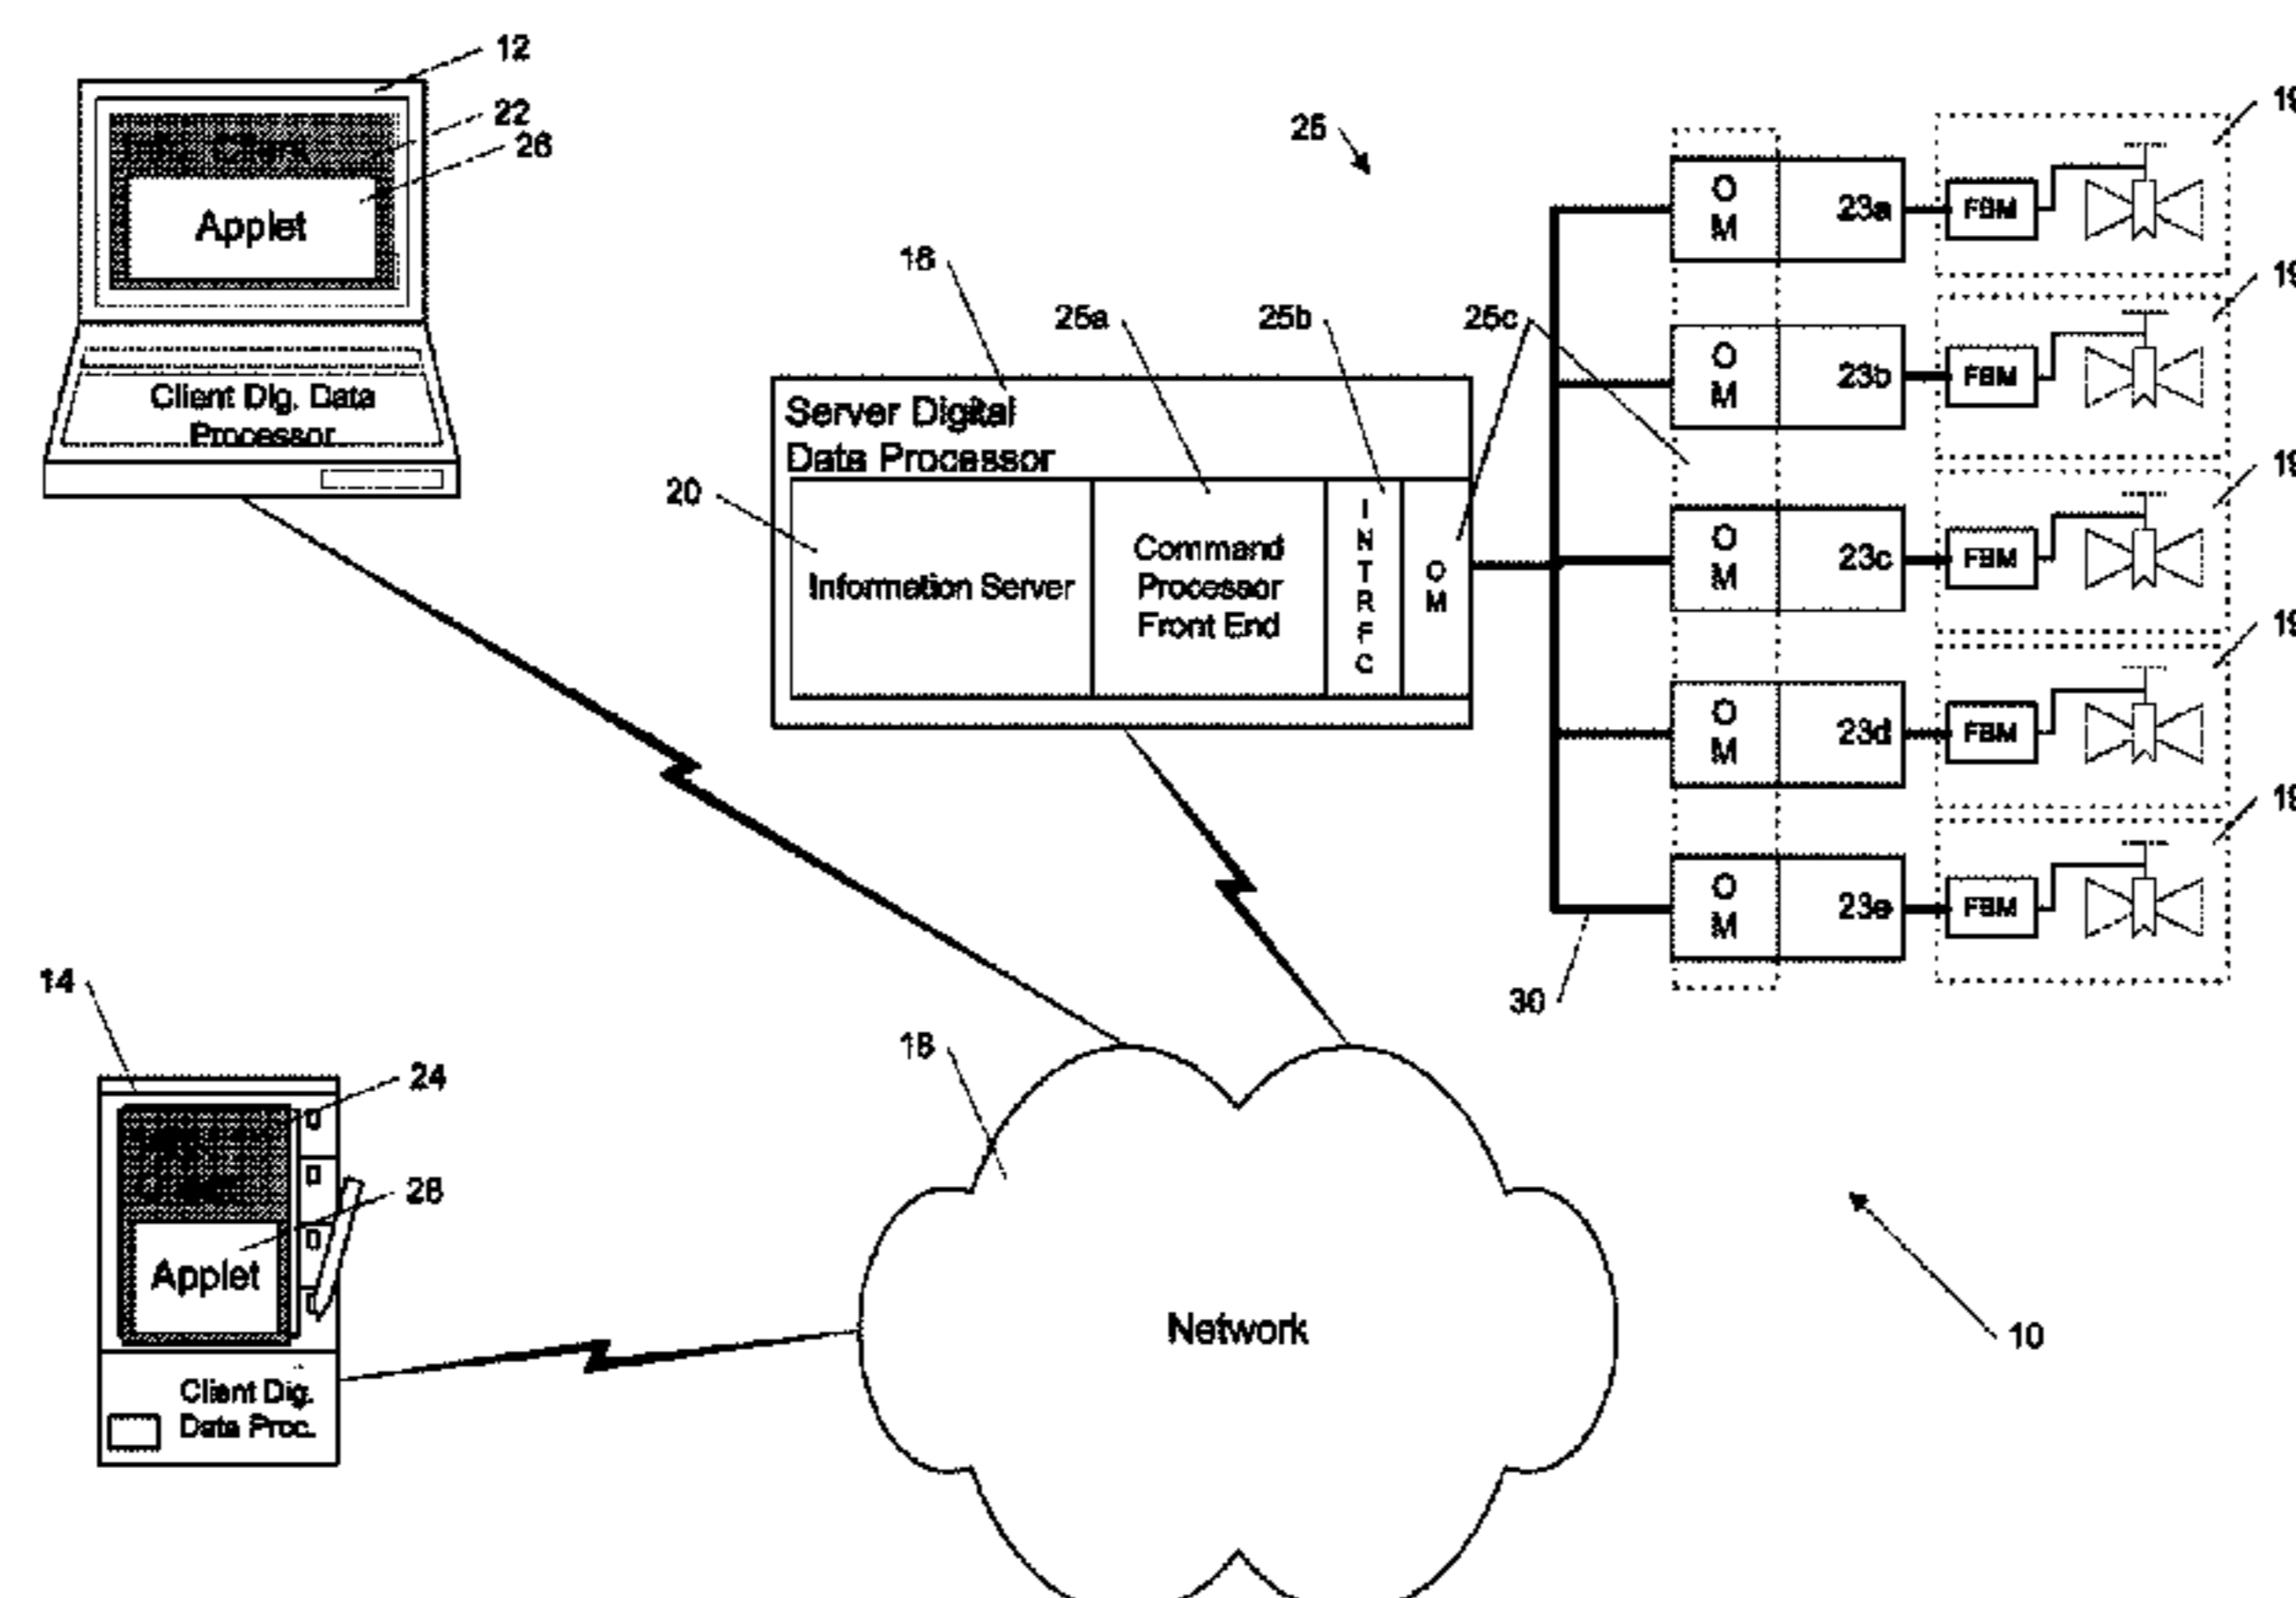 12
22
26
Applet
Client Dig. Data
Processor
25
16
25a
25b
25c
Server Digital
Data Processor
20
Information Server
Command
Processor
Front End
I
N
T
R
F
C
O
M
O
M
23a
FBM
19
O
M
23b
FBM
19
O
M
23c
FBM
19
O
M
23d
FBM
19
O
M
23e
FBM
19
30
14
24
28
Applet
Client Dig.
Data Proc.
18
Network
10